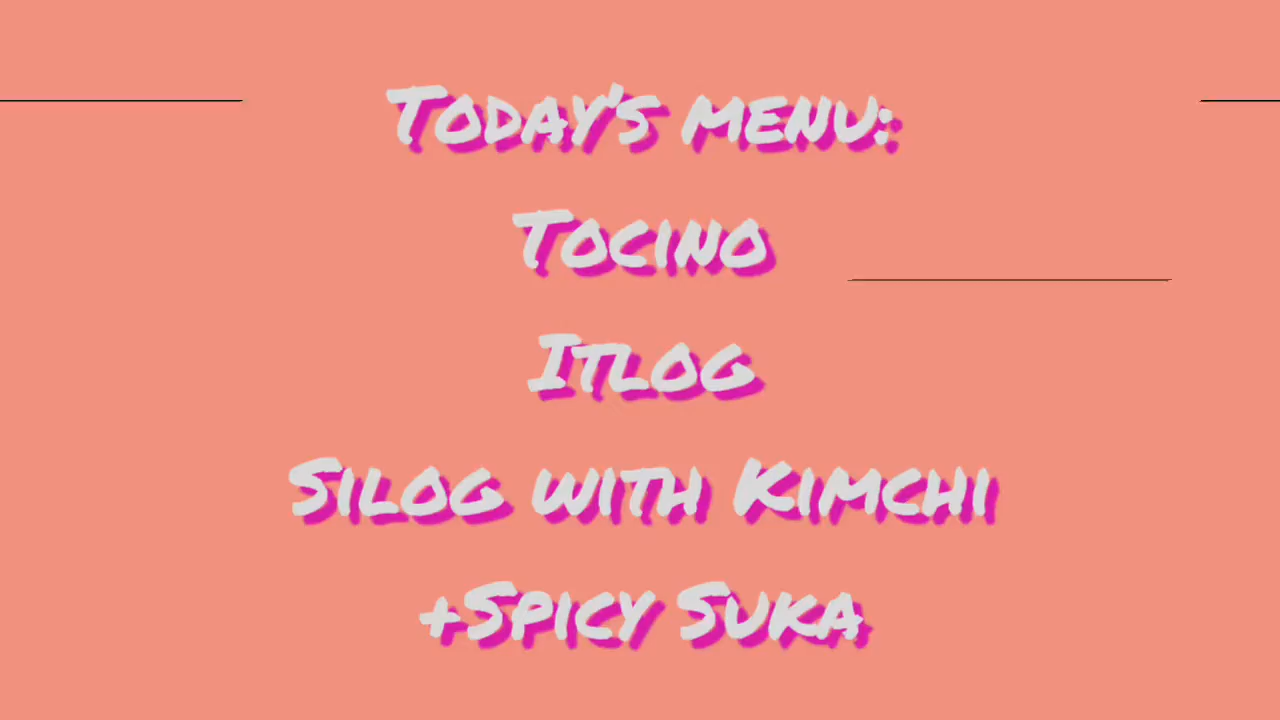 Today's menu:
Tocino
Itlog
Silog with Kimchi
+Spicy Suka